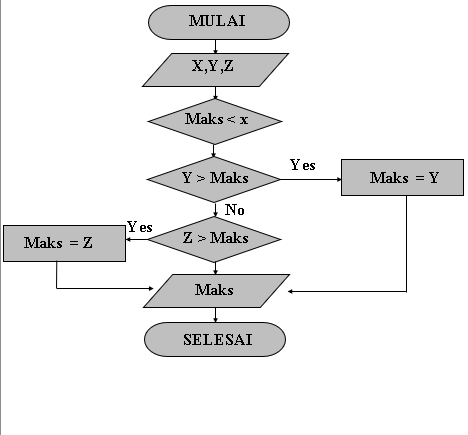 MULAI
X,Y,Z
Maks < x
Y > Maks
Yes
Maks = Y
No
Z > Maks
Yes
Maks = Z
Maks
SELESAI